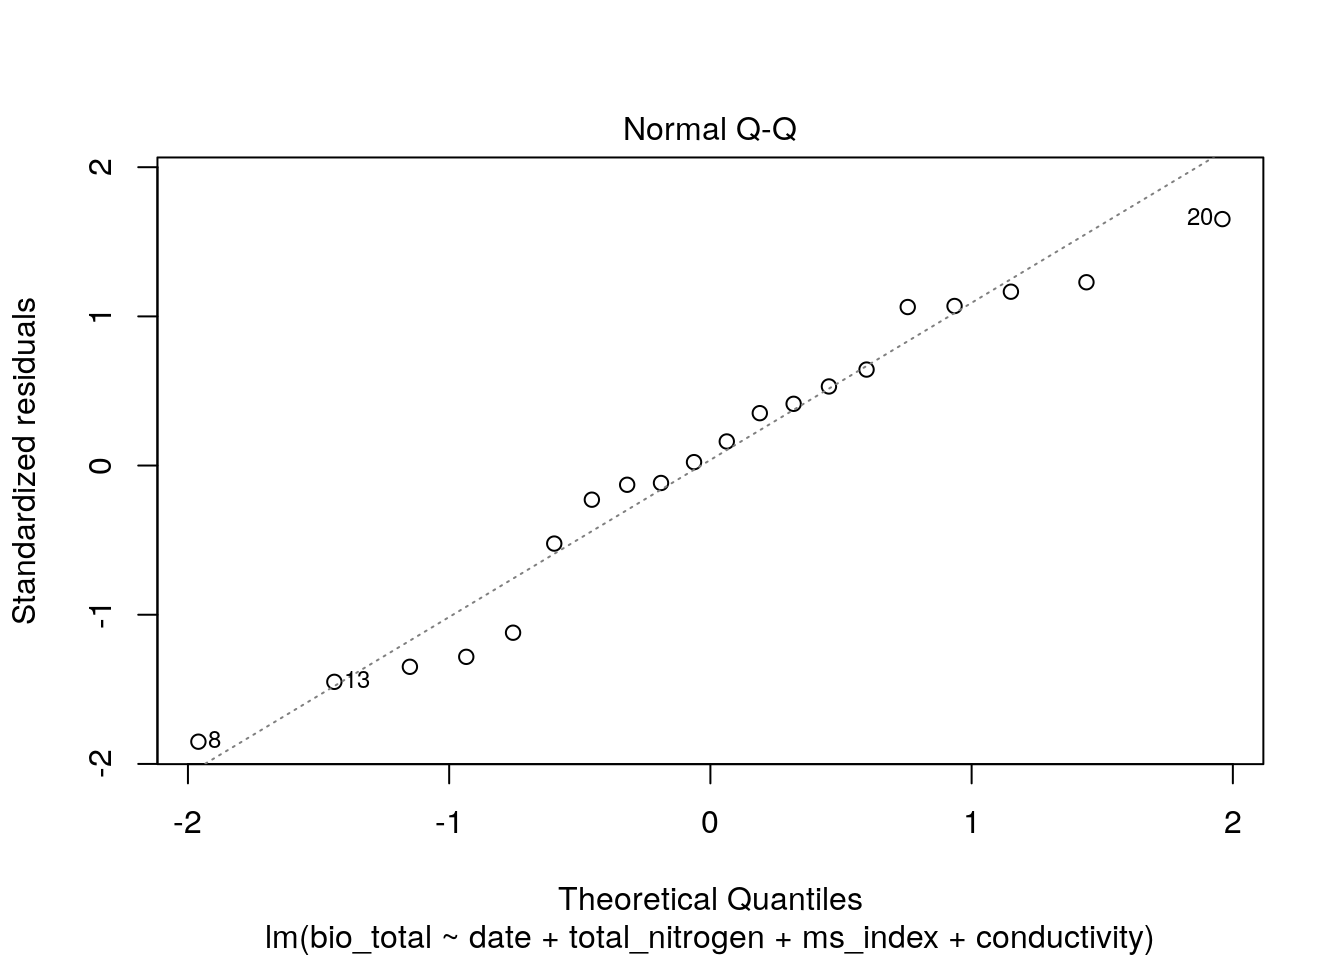 Normal Q-Q
Standardized residuals
2
1
0
-1
-2
20
13
8
-2 -1 0 1 2
Theoretical Quantiles
lm(bio_total ~ date + total_nitrogen + ms_index + conductivity)